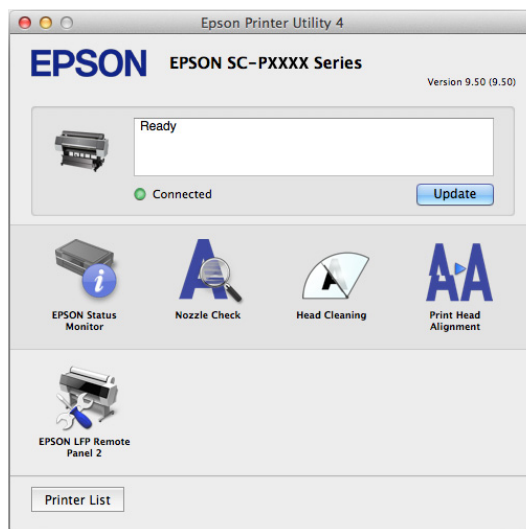 Epson Printer Utility 4
EPSON
EPSON SC-PXXXX Series
Version 9.50 (9.50)
Ready
Connected
Update
EPSON Status
Monitor
Nozzle Check
Head Cleaning
Print Head
Alignment
EPSON LFP Remote
Panel 2
Printer List